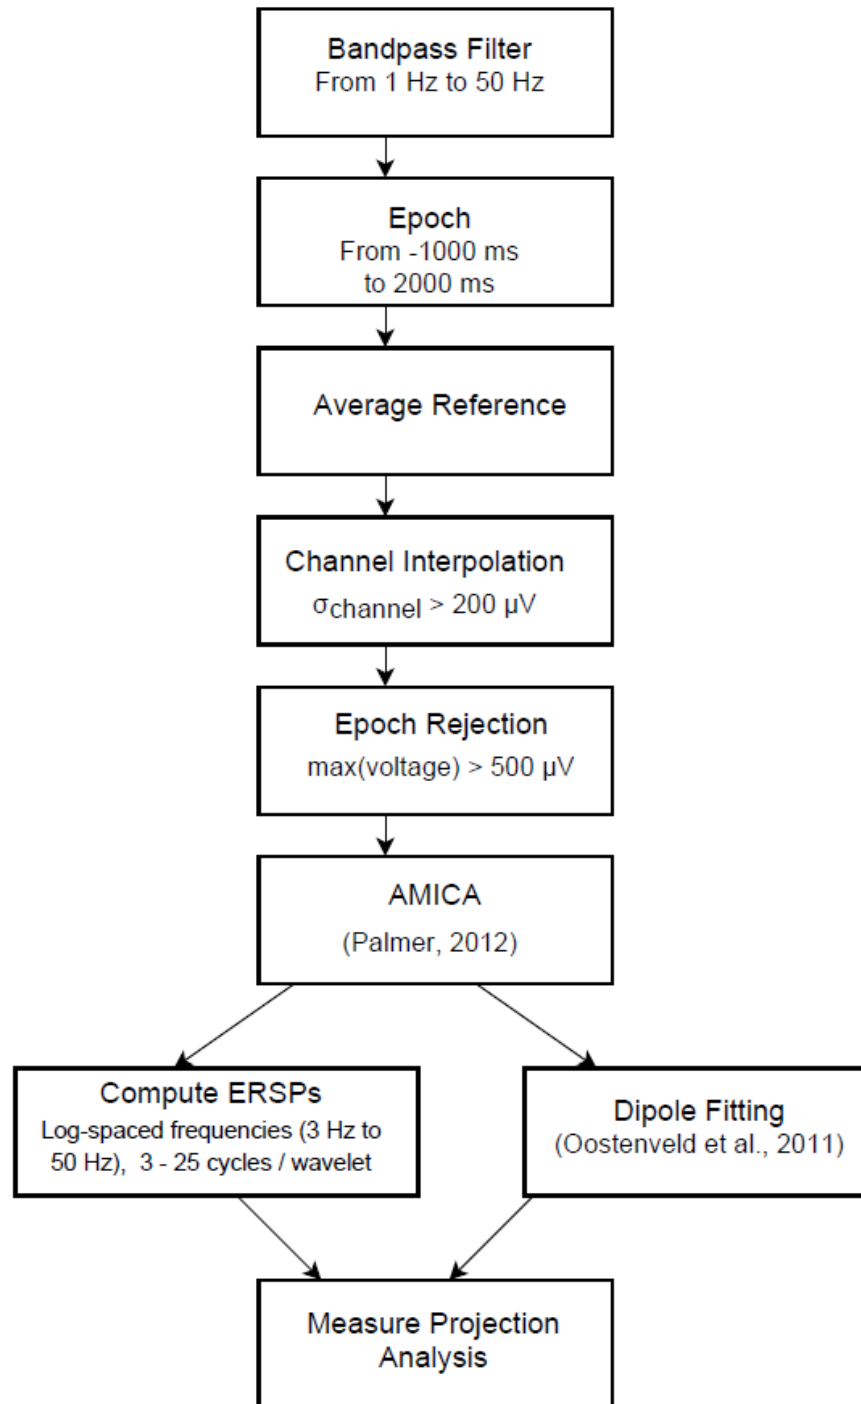 Bandpass Filter
From 1 Hz to 50 Hz
Epoch
From -1000 ms
to 2000 ms
Average Reference
Channel Interpolation
σchannel > 200 µV
Epoch Rejection
max(voltage) > 500 µV
AMICA
(Palmer, 2012)
Compute ERSPs
Log-spaced frequencies (3 Hz to
50 Hz), 3 - 25 cycles / wavelet
Dipole Fitting
(Oostenveld et al., 2011)
Measure Projection
Analysis